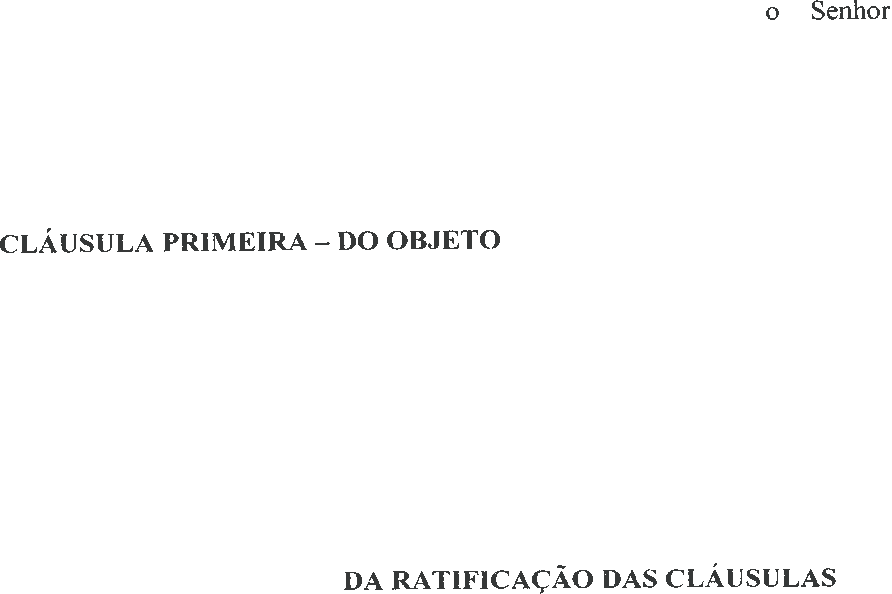 o Senhor
CLÁUSULA PRIMEIRA – DO OBJETO
DA RATIFICAÇÃO DAS CLÁUSULAS